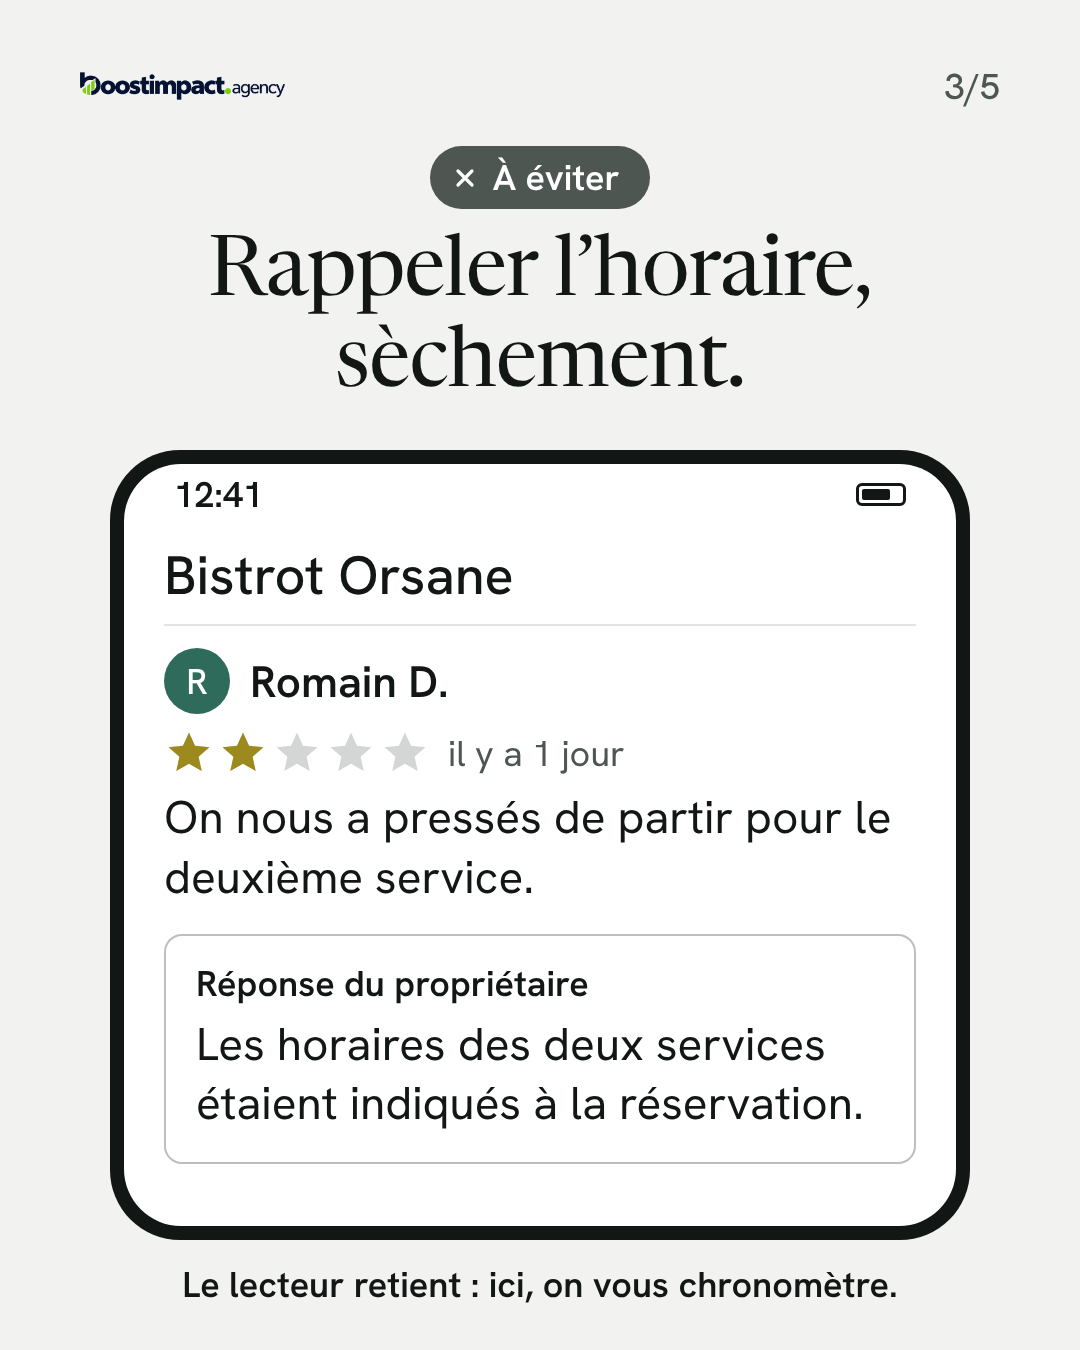 boostimpact.agency
3/5
× À éviter
Rappeler l’horaire,
sèchement.
12:41
Bistrot Orsane
R
Romain D.
il y a 1 jour
On nous a pressés de partir pour le
deuxième service.
Réponse du propriétaire
Les horaires des deux services
étaient indiqués à la réservation.
Le lecteur retient : ici, on vous chronomètre.